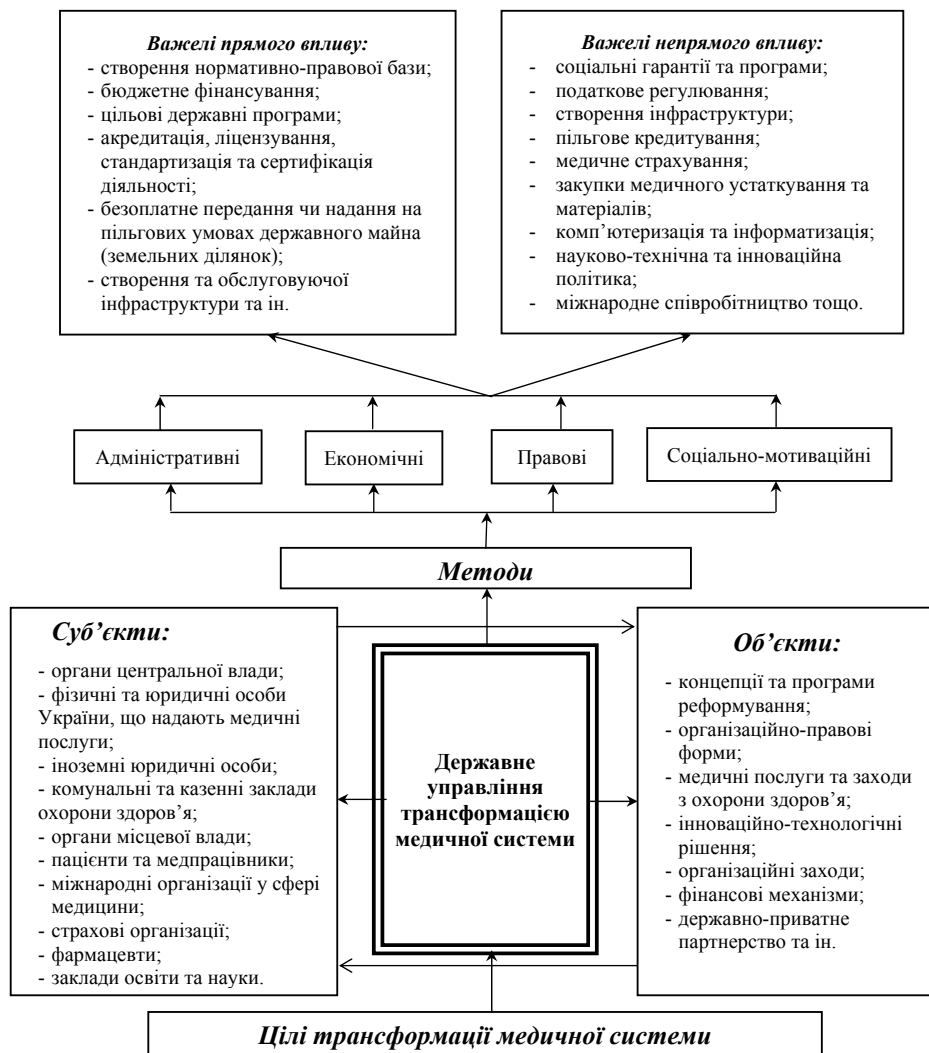 Важелі прямого впливу:
- створення нормативно-правової бази;
- бюджетне фінансування;
- цільові державні програми;
- акредитація, ліцензування,
стандартизація та сертифікація
діяльності;
- безоплатне передання чи надання на
пільгових умовах державного майна
(земельних ділянок);
- створення та обслуговуючої
інфраструктури та ін.
Важелі непрямого впливу:
- соціальні гарантії та програми;
- податкове регулювання;
- створення інфраструктури;
- пільгове кредитування;
- медичне страхування;
- закупки медичного устаткування та
матеріалів;
- комп’ютеризація та інформатизація;
- науково-технічна та інноваційна
політика;
- міжнародне співробітництво тощо.
Адміністративні
Економічні
Правові
Соціально-мотиваційні
Методи
Суб’єкти:
- органи центральної влади;
- фізичні та юридичні особи
України, що надають медичні
послуги;
- іноземні юридичні особи;
- комунальні та казенні заклади
охорони здоров’я;
- органи місцевої влади;
- пацієнти та медпрацівники;
- міжнародні організації у сфері
медицини;
- страхові організації;
- фармацевти;
- заклади освіти та науки.
Державне
управління
трансформацією
медичної системи
Об’єкти:
- концепції та програми
реформування;
- організаційно-правові
форми;
- медичні послуги та заходи
з охорони здоров’я;
- інноваційно-технологічні
рішення;
- організаційні заходи;
- фінансові механізми;
- державно-приватне
партнерство та ін.
Цілі трансформації медичної системи